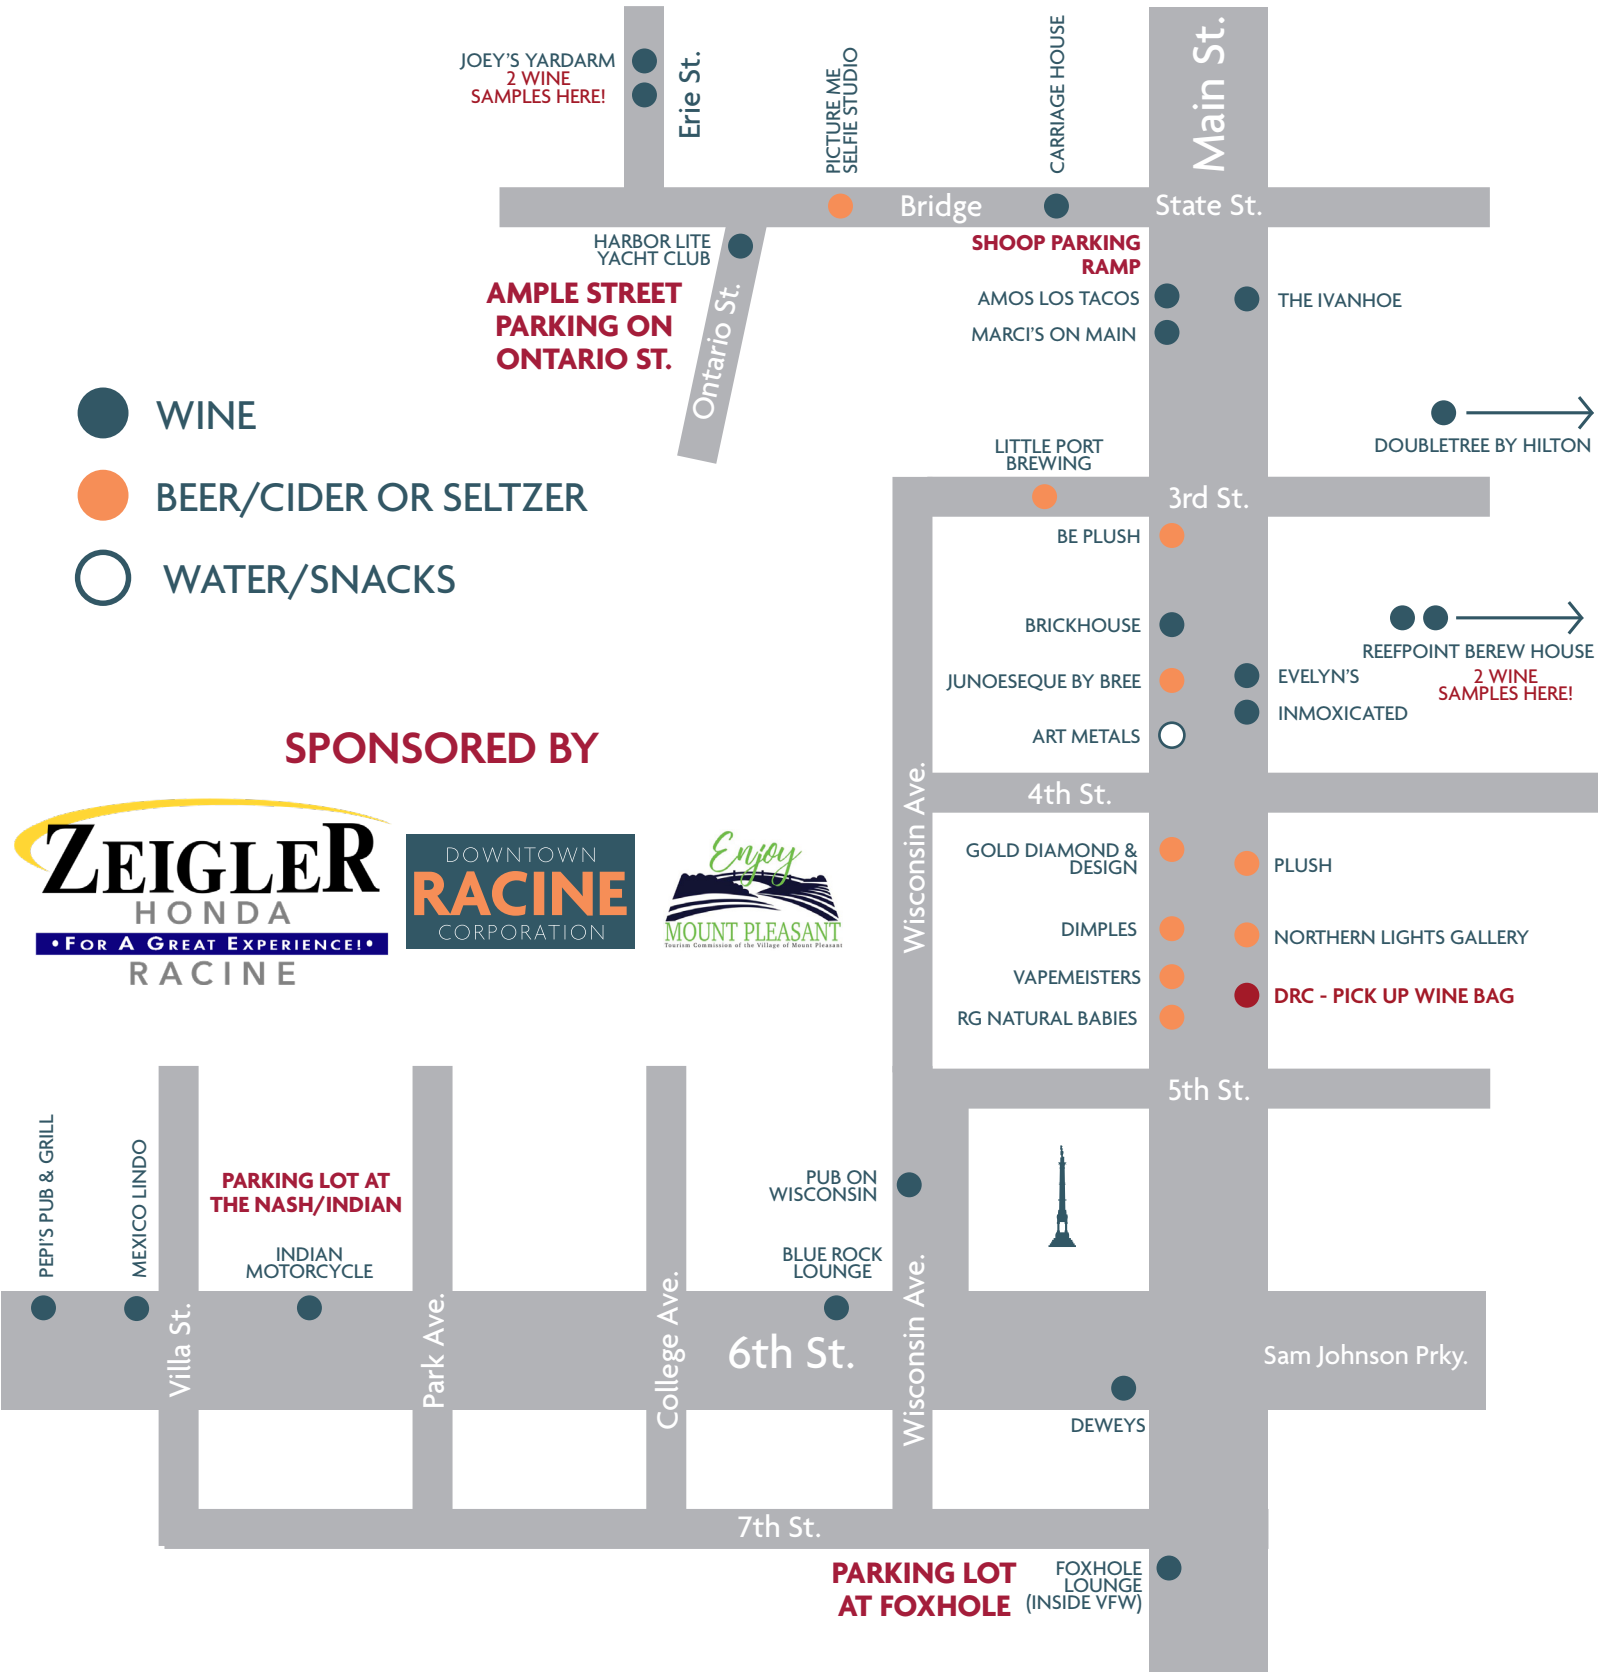 Main St.
Erie St.
JOEY'S YARDARM
2 WINE
SAMPLES HERE!
PICTURE ME
SELFIE STUDIO
CARRIAGE HOUSE
Bridge
State St.
HARBOR LITE
YACHT CLUB
SHOOP PARKING
RAMP
AMPLE STREET
PARKING ON
ONTARIO ST.
Ontario St.
AMOS LOS TACOS
THE IVANHOE
MARCI'S ON MAIN
WINE
BEER/CIDER OR SELTZER
WATER/SNACKS
DOUBLETREE BY HILTON
LITTLE PORT
BREWING
3rd St.
BE PLUSH
BRICKHOUSE
REEFPOINT BEREW HOUSE
2 WINE
SAMPLES HERE!
JUNOESEQUE BY BREE
EVELYN'S
INMOXICATED
ART METALS
SPONSORED BY
ZEIGLER
HONDA
•FOR A GREAT EXPERIENCE!•
RACINE
DOWNTOWN
RACINE
CORPORATION
Enjoy
MOUNT PLEASANT
Tourism Commission of the Village of Mount Pleasant
Wisconsin Ave.
4th St.
GOLD DIAMOND &
DESIGN
PLUSH
DIMPLES
NORTHERN LIGHTS GALLERY
VAPEMEISTERS
DRC - PICK UP WINE BAG
RG NATURAL BABIES
5th St.
PEPI'S PUB & GRILL
MEXICO LINDO
PARKING LOT AT
THE NASH/INDIAN
INDIAN
MOTORCYCLE
PUB ON
WISCONSIN
BLUE ROCK
LOUNGE
Villa St.
Park Ave.
College Ave.
6th St.
Wisconsin Ave.
Sam Johnson Prky.
DEWEYS
7th St.
PARKING LOT
AT FOXHOLE
FOXHOLE
LOUNGE
(INSIDE VFW)